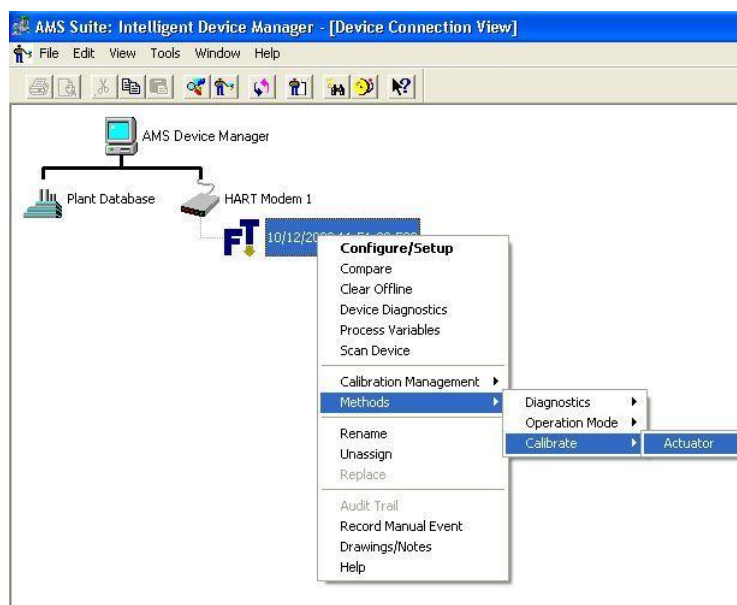 AMS Suite: Intelligent Device Manager - [Device Connection View]
File Edit View Tools Window Help
AMS Device Manager
Plant Database
HART Modem 1
FT
Configure/Setup
Compare
Clear Offline
Device Diagnostics
Process Variables
Scan Device
Calibration Management
Methods
Rename
Unassign
Replace
Audit Trail
Record Manual Event
Drawings/Notes
Help
Diagnostics
Operation Mode
Calibrate
Actuator